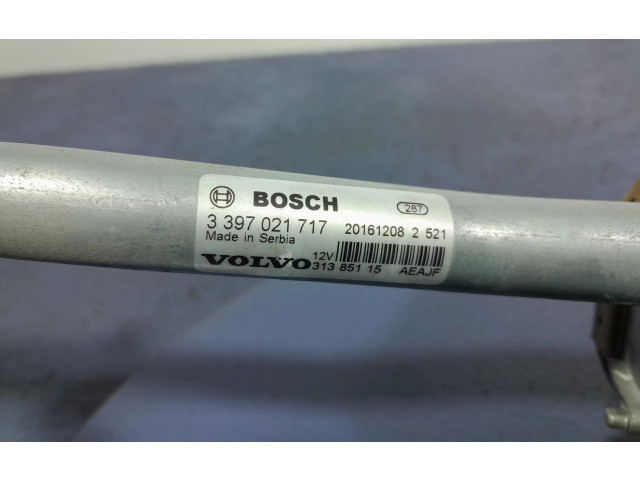 BOSCH 287
3 397 021 717 20161208 2 521
Made in Serbia 12V
VOLVO 313 851 15 AEAJF